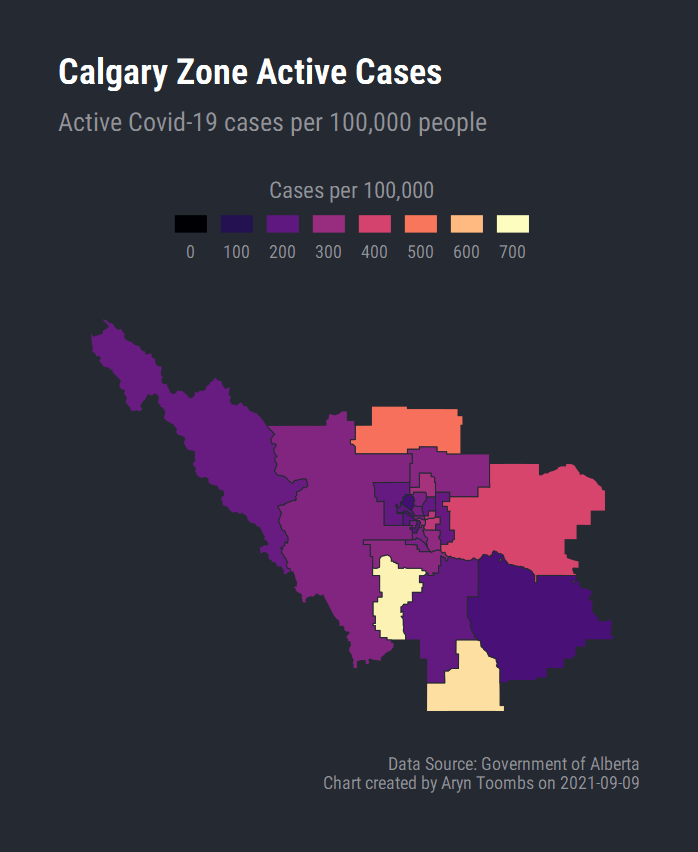 Calgary Zone Active Cases
Active Covid-19 cases per 100,000 people
Cases per 100,000
0 100 200 300 400 500 600 700
Data Source: Government of Alberta
Chart created by Aryn Toombs on 2021-09-09